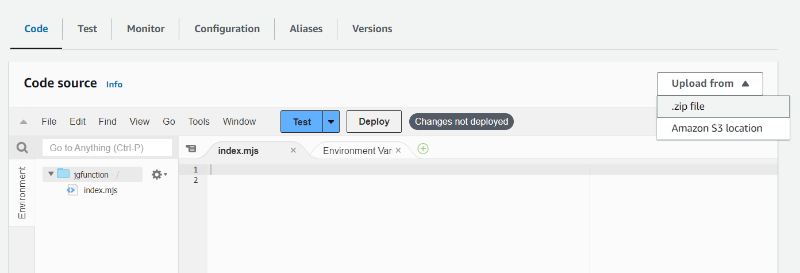 Code Test Monitor Configuration Aliases Versions
Code source Info Upload from
.zip file
Amazon S3 location
File Edit Find View Go Tools Window Test Deploy Changes not deployed
Go to Anything (Ctrl-P) index.mjs Environment Var
Environment
jgfunction /
index.mjs
1
2